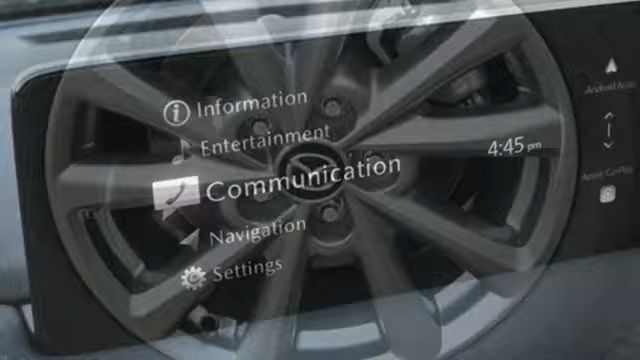 Information
Entertainment
Communication
Navigation
Settings
4:45 pm
Android Auto
Apple CarPlay